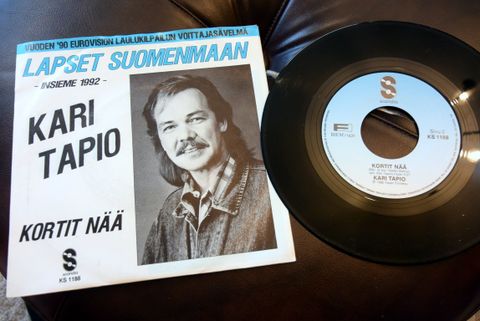 VUODEN '90 EUROVISION LAULUKILPAILUN VOITTAJASÄVELMÄ
LAPSET SUOMENMAAN
- INSIEME 1992 -
KARI
TAPIO
KORTIT NÄÄ
S
KS 1188
S
KS 1188
KORTIT NÄÄ
KARI TAPIO